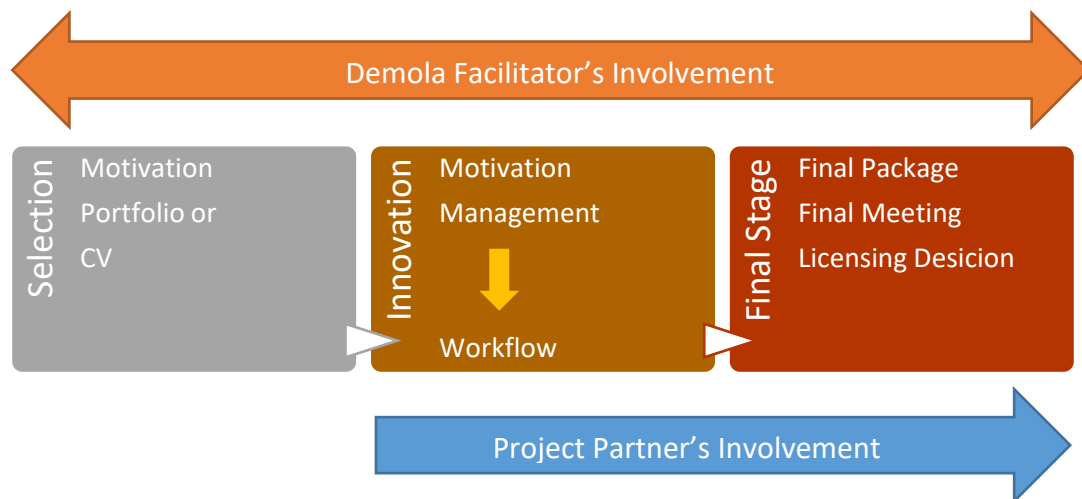 Demola Facilitator's Involvement
Selection
Motivation
Portfolio or
CV
Innovation
Motivation
Management
Workflow
Final Stage
Final Package
Final Meeting
Licensing Desicion
Project Partner's Involvement